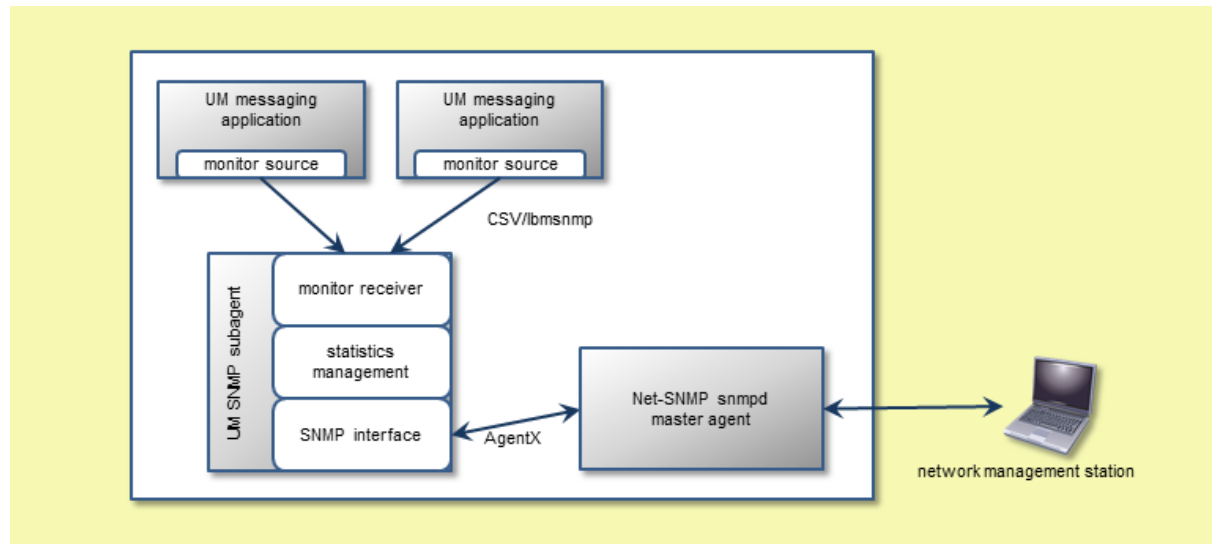 UM messaging
application
monitor source
UM messaging
application
monitor source
CSV/lbmsnmp
UM SNMP subagent
monitor receiver
statistics
management
SNMP interface
AgentX
Net-SNMP snmpd
master agent
network management station